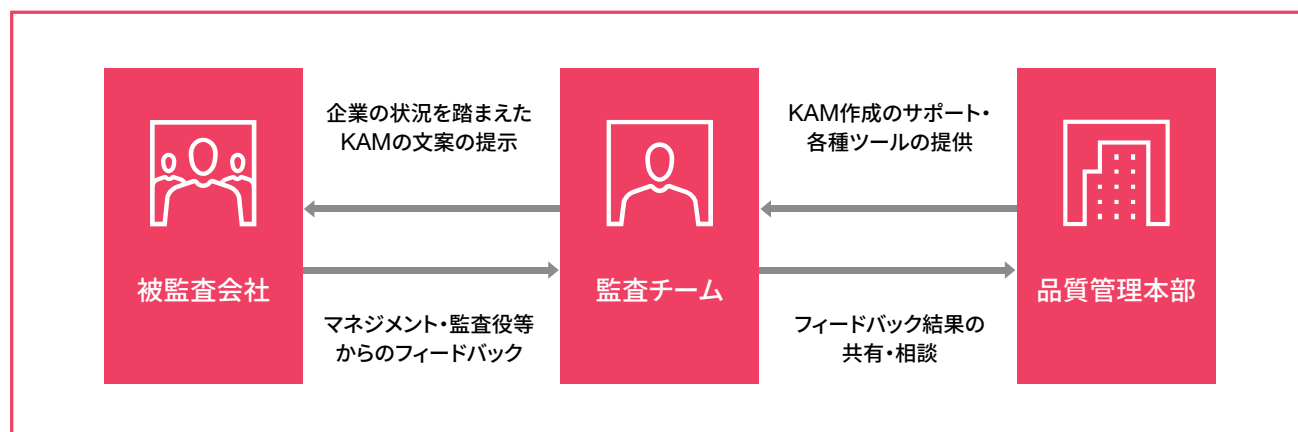 企業の状況を踏まえた
KAMの文案の提示
KAM作成のサポート・
各種ツールの提供
被監査会社
監査チーム
品質管理本部
マネジメント・監査役等
からのフィードバック
フィードバック結果の
共有・相談